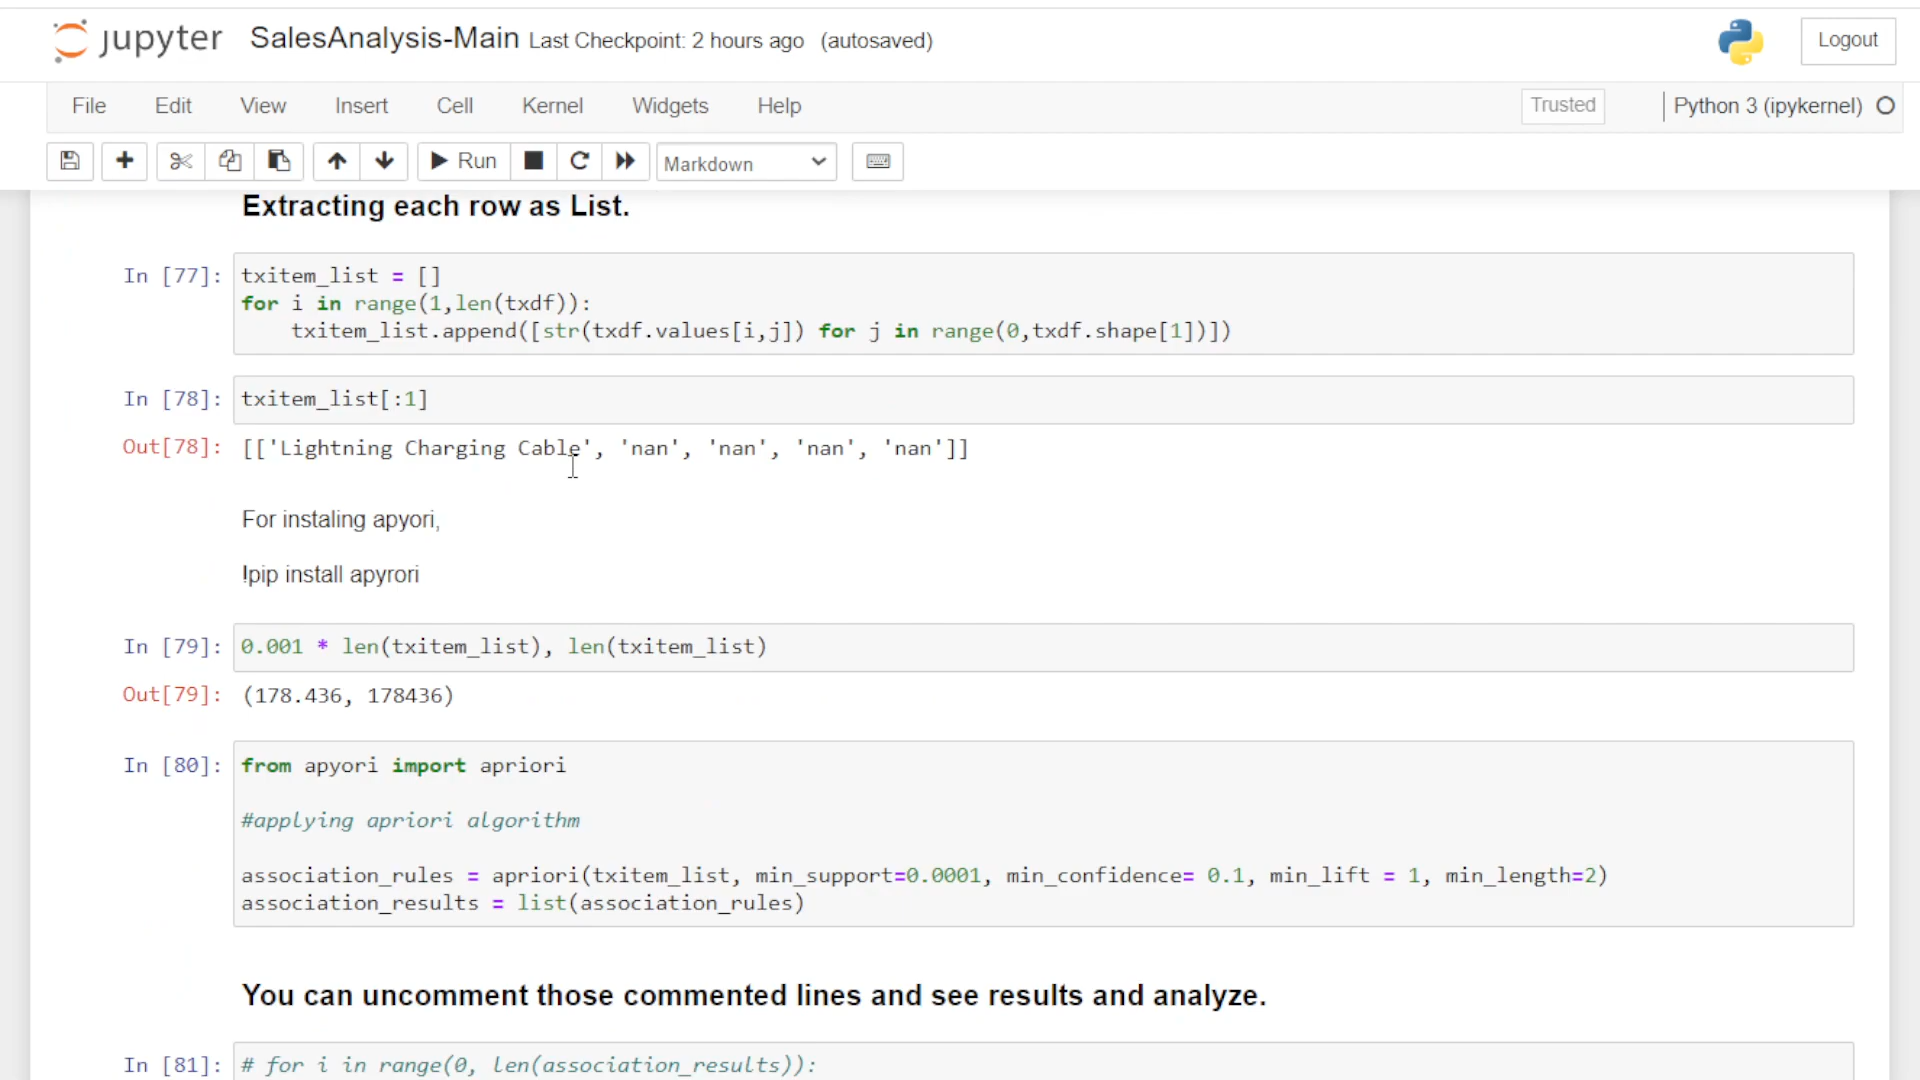 jupyter SalesAnalysis-Main Last Checkpoint: 2 hours ago (autosaved) Logout
File Edit View Insert Cell Kernel Widgets Help Trusted Python 3 (ipykernel)
Run Markdown
Extracting each row as List.
In [77]: txitem_list = []
for i in range(1,len(txdf)):
    txitem_list.append([str(txdf.values[i,j]) for j in range(0,txdf.shape[1])])
In [78]: txitem_list[:1]
Out[78]: [['Lightning Charging Cable', 'nan', 'nan', 'nan', 'nan']]
For instaling apyori,
!pip install apyrori
In [79]: 0.001 * len(txitem_list), len(txitem_list)
Out[79]: (178.436, 178436)
In [80]: from apyori import apriori
#applying apriori algorithm
association_rules = apriori(txitem_list, min_support=0.0001, min_confidence= 0.1, min_lift = 1, min_length=2)
association_results = list(association_rules)
You can uncomment those commented lines and see results and analyze.
In [81]: # for i in range(0, len(association_results)):